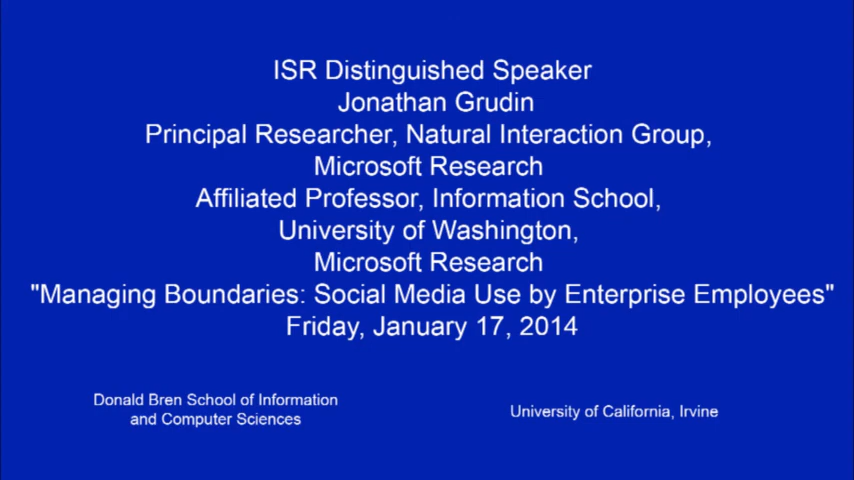 ISR Distinguished Speaker
Jonathan Grudin
Principal Researcher, Natural Interaction Group,
Microsoft Research
Affiliated Professor, Information School,
University of Washington,
Microsoft Research
"Managing Boundaries: Social Media Use by Enterprise Employees"
Friday, January 17, 2014
Donald Bren School of Information
and Computer Sciences
University of California, Irvine